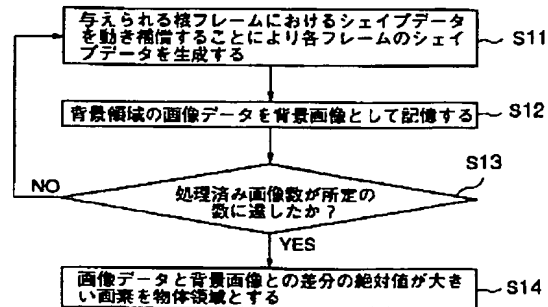 与えられる核フレームにおけるシェイプデータ
を動き補償することにより各フレームのシェイ
プデータを生成する
S11
背景領域の画像データを背景画像として記憶する
S12
S13
処理済み画像数が所定の
数に達したか?
NO
YES
画像データと背景画像との差分の絶対値が大き
い画素を物体領域とする
S14